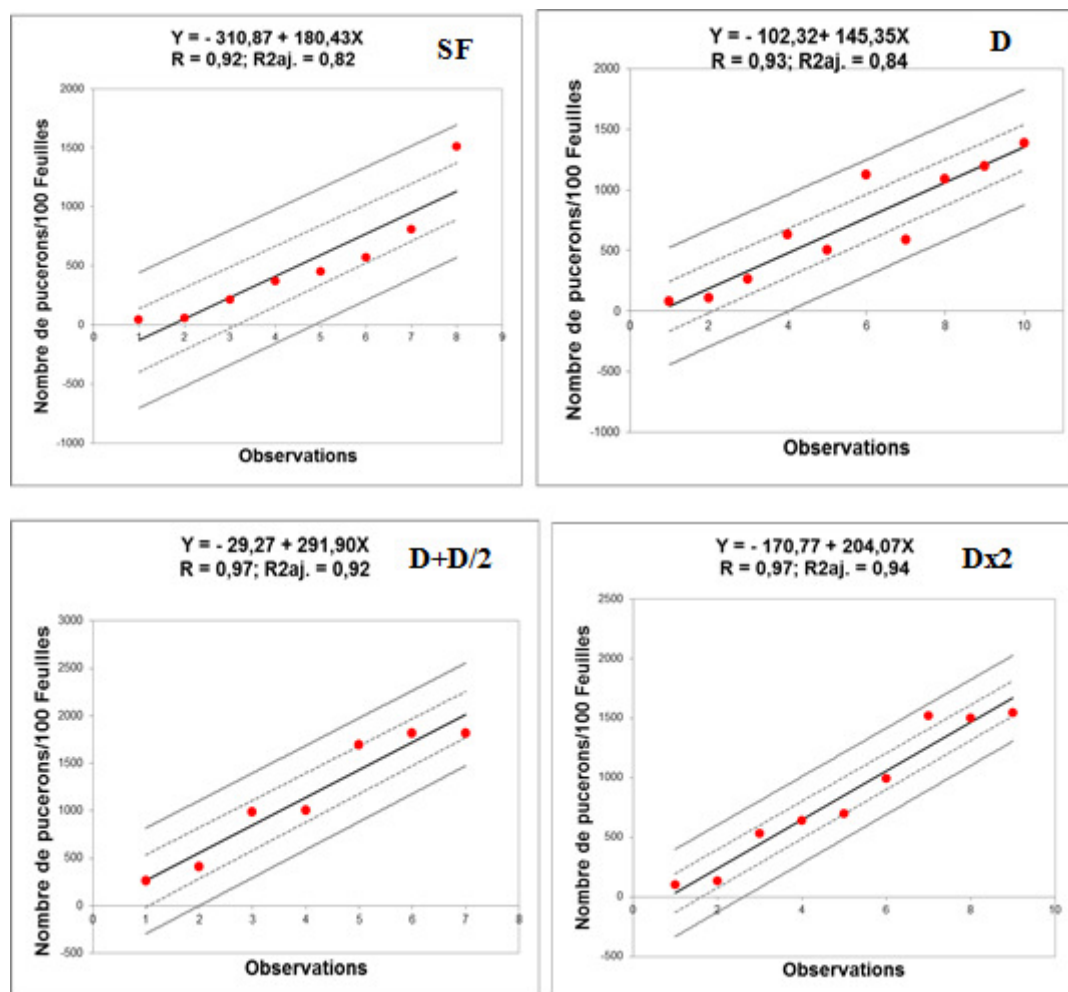 Y = - 310,87 + 180,43X
R = 0,92; R2aj. = 0,82
SF
Nombre de pucerons/100 Feuilles
2000
1500
1000
500
0
-500
-1000
0 1 2 3 4 5 6 7 8 9
Observations
Y = - 102,32+ 145,35X
R = 0,93; R2aj. = 0,84
D
Nombre de pucerons/100 Feuilles
2000
1500
1000
500
0
-500
-1000
0 2 4 6 8 10
Observations
Y = - 29,27 + 291,90X
R = 0,97; R2aj. = 0,92
D+D/2
Nombre de pucerons/100 Feuilles
3000
2500
2000
1500
1000
500
0
-500
0 1 2 3 4 5 6 7 8
Observations
Y = - 170,77 + 204,07X
R = 0,97; R2aj. = 0,94
Dx2
Nombre de pucerons/100 Feuilles
2500
2000
1500
1000
500
0
-500
0 2 4 6 8 10
Observations